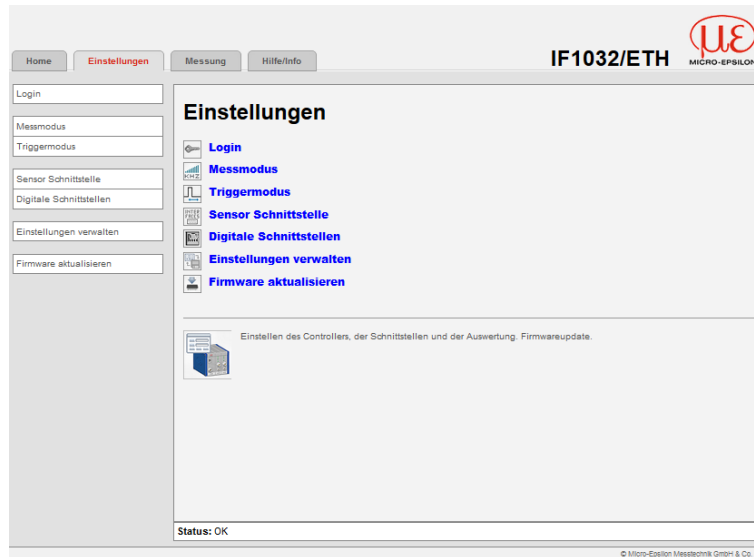 Home
Einstellungen
Messung
Hilfe/Info
IF1032/ETH
με
MICRO-EPSILON
Login
Messmodus
Triggermodus
Sensor Schnittstelle
Digitale Schnittstellen
Einstellungen verwalten
Firmware aktualisieren
Einstellungen
Login
KHZ
Messmodus
Triggermodus
Sensor Schnittstelle
Digitale Schnittstellen
Einstellungen verwalten
Firmware aktualisieren
Einstellen des Controllers, der Schnittstellen und der Auswertung. Firmwareupdate.
Status: OK
© Micro-Epsilon Messtechnik GmbH & Co.